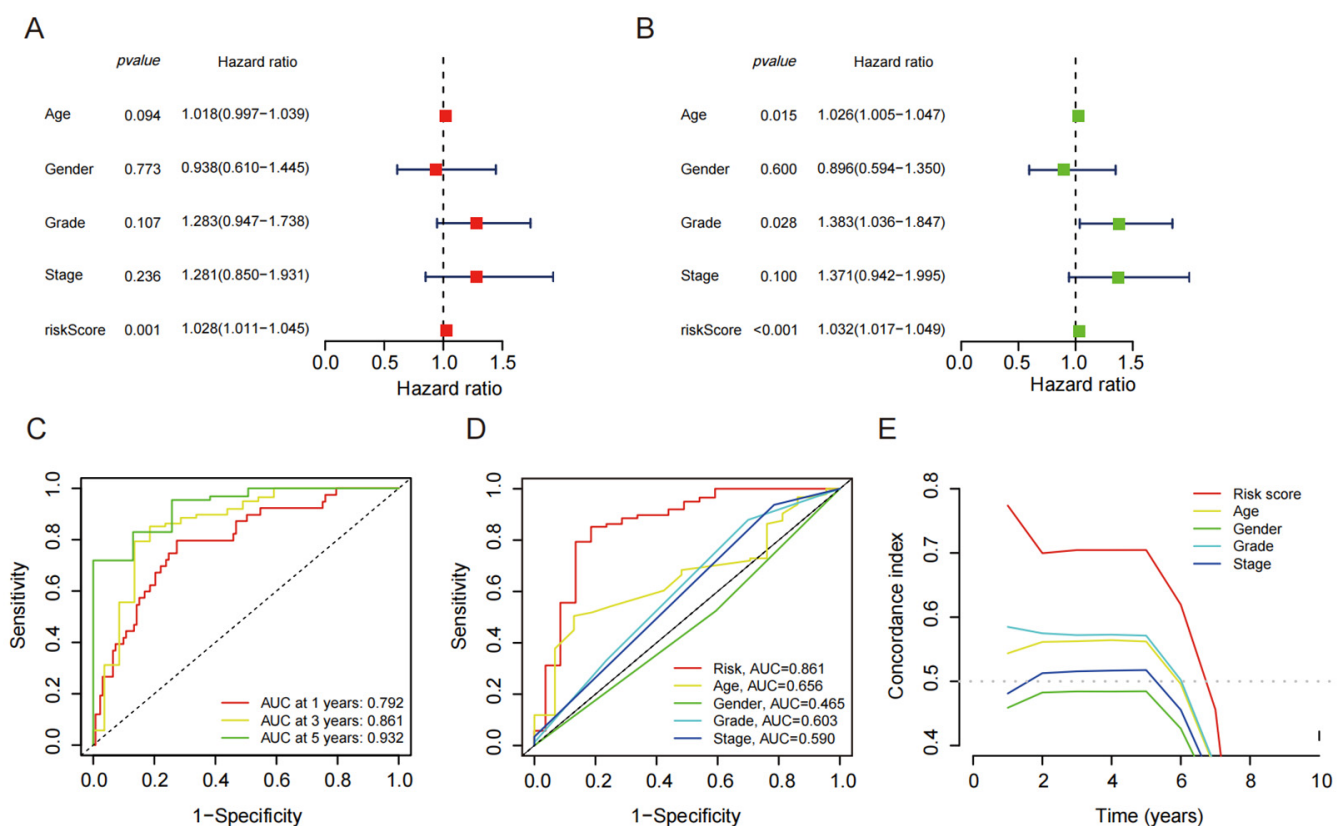 A
pvalue Hazard ratio
Age 0.094 1.018(0.997−1.039)
Gender 0.773 0.938(0.610−1.445)
Grade 0.107 1.283(0.947−1.738)
Stage 0.236 1.281(0.850−1.931)
riskScore 0.001 1.028(1.011−1.045)
0.0 0.5 1.0 1.5
Hazard ratio
B
pvalue Hazard ratio
Age 0.015 1.026(1.005−1.047)
Gender 0.600 0.896(0.594−1.350)
Grade 0.028 1.383(1.036−1.847)
Stage 0.100 1.371(0.942−1.995)
riskScore <0.001 1.032(1.017−1.049)
0.0 0.5 1.0 1.5
Hazard ratio
C
Sensitivity
1.0
0.8
0.6
0.4
0.2
0.0
AUC at 1 years: 0.792
AUC at 3 years: 0.861
AUC at 5 years: 0.932
0.0 0.2 0.4 0.6 0.8 1.0
1−Specificity
D
Sensitivity
1.0
0.8
0.6
0.4
0.2
0.0
Risk, AUC=0.861
Age, AUC=0.656
Gender, AUC=0.465
Grade, AUC=0.603
Stage, AUC=0.590
0.0 0.2 0.4 0.6 0.8 1.0
1−Specificity
E
Concordance index
0.8
0.7
0.6
0.5
0.4
Risk score
Age
Gender
Grade
Stage
0 2 4 6 8 10
Time (years)